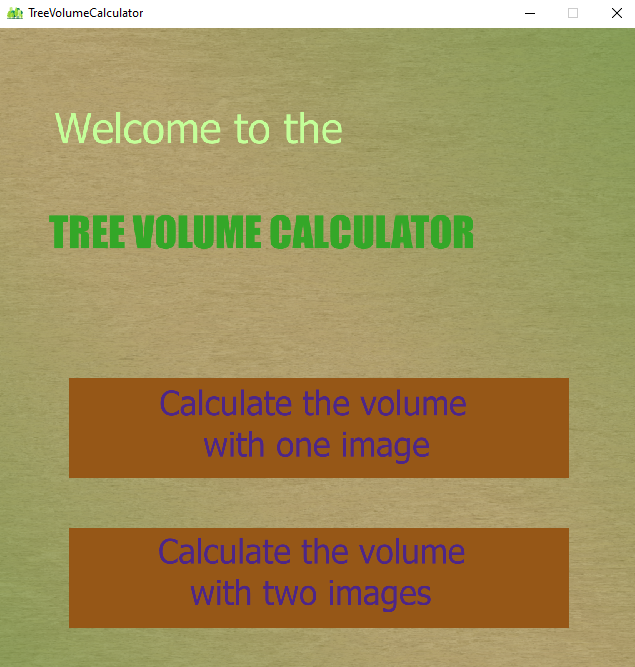 TreeVolumeCalculator
Welcome to the
TREE VOLUME CALCULATOR
Calculate the volume
with one image
Calculate the volume
with two images